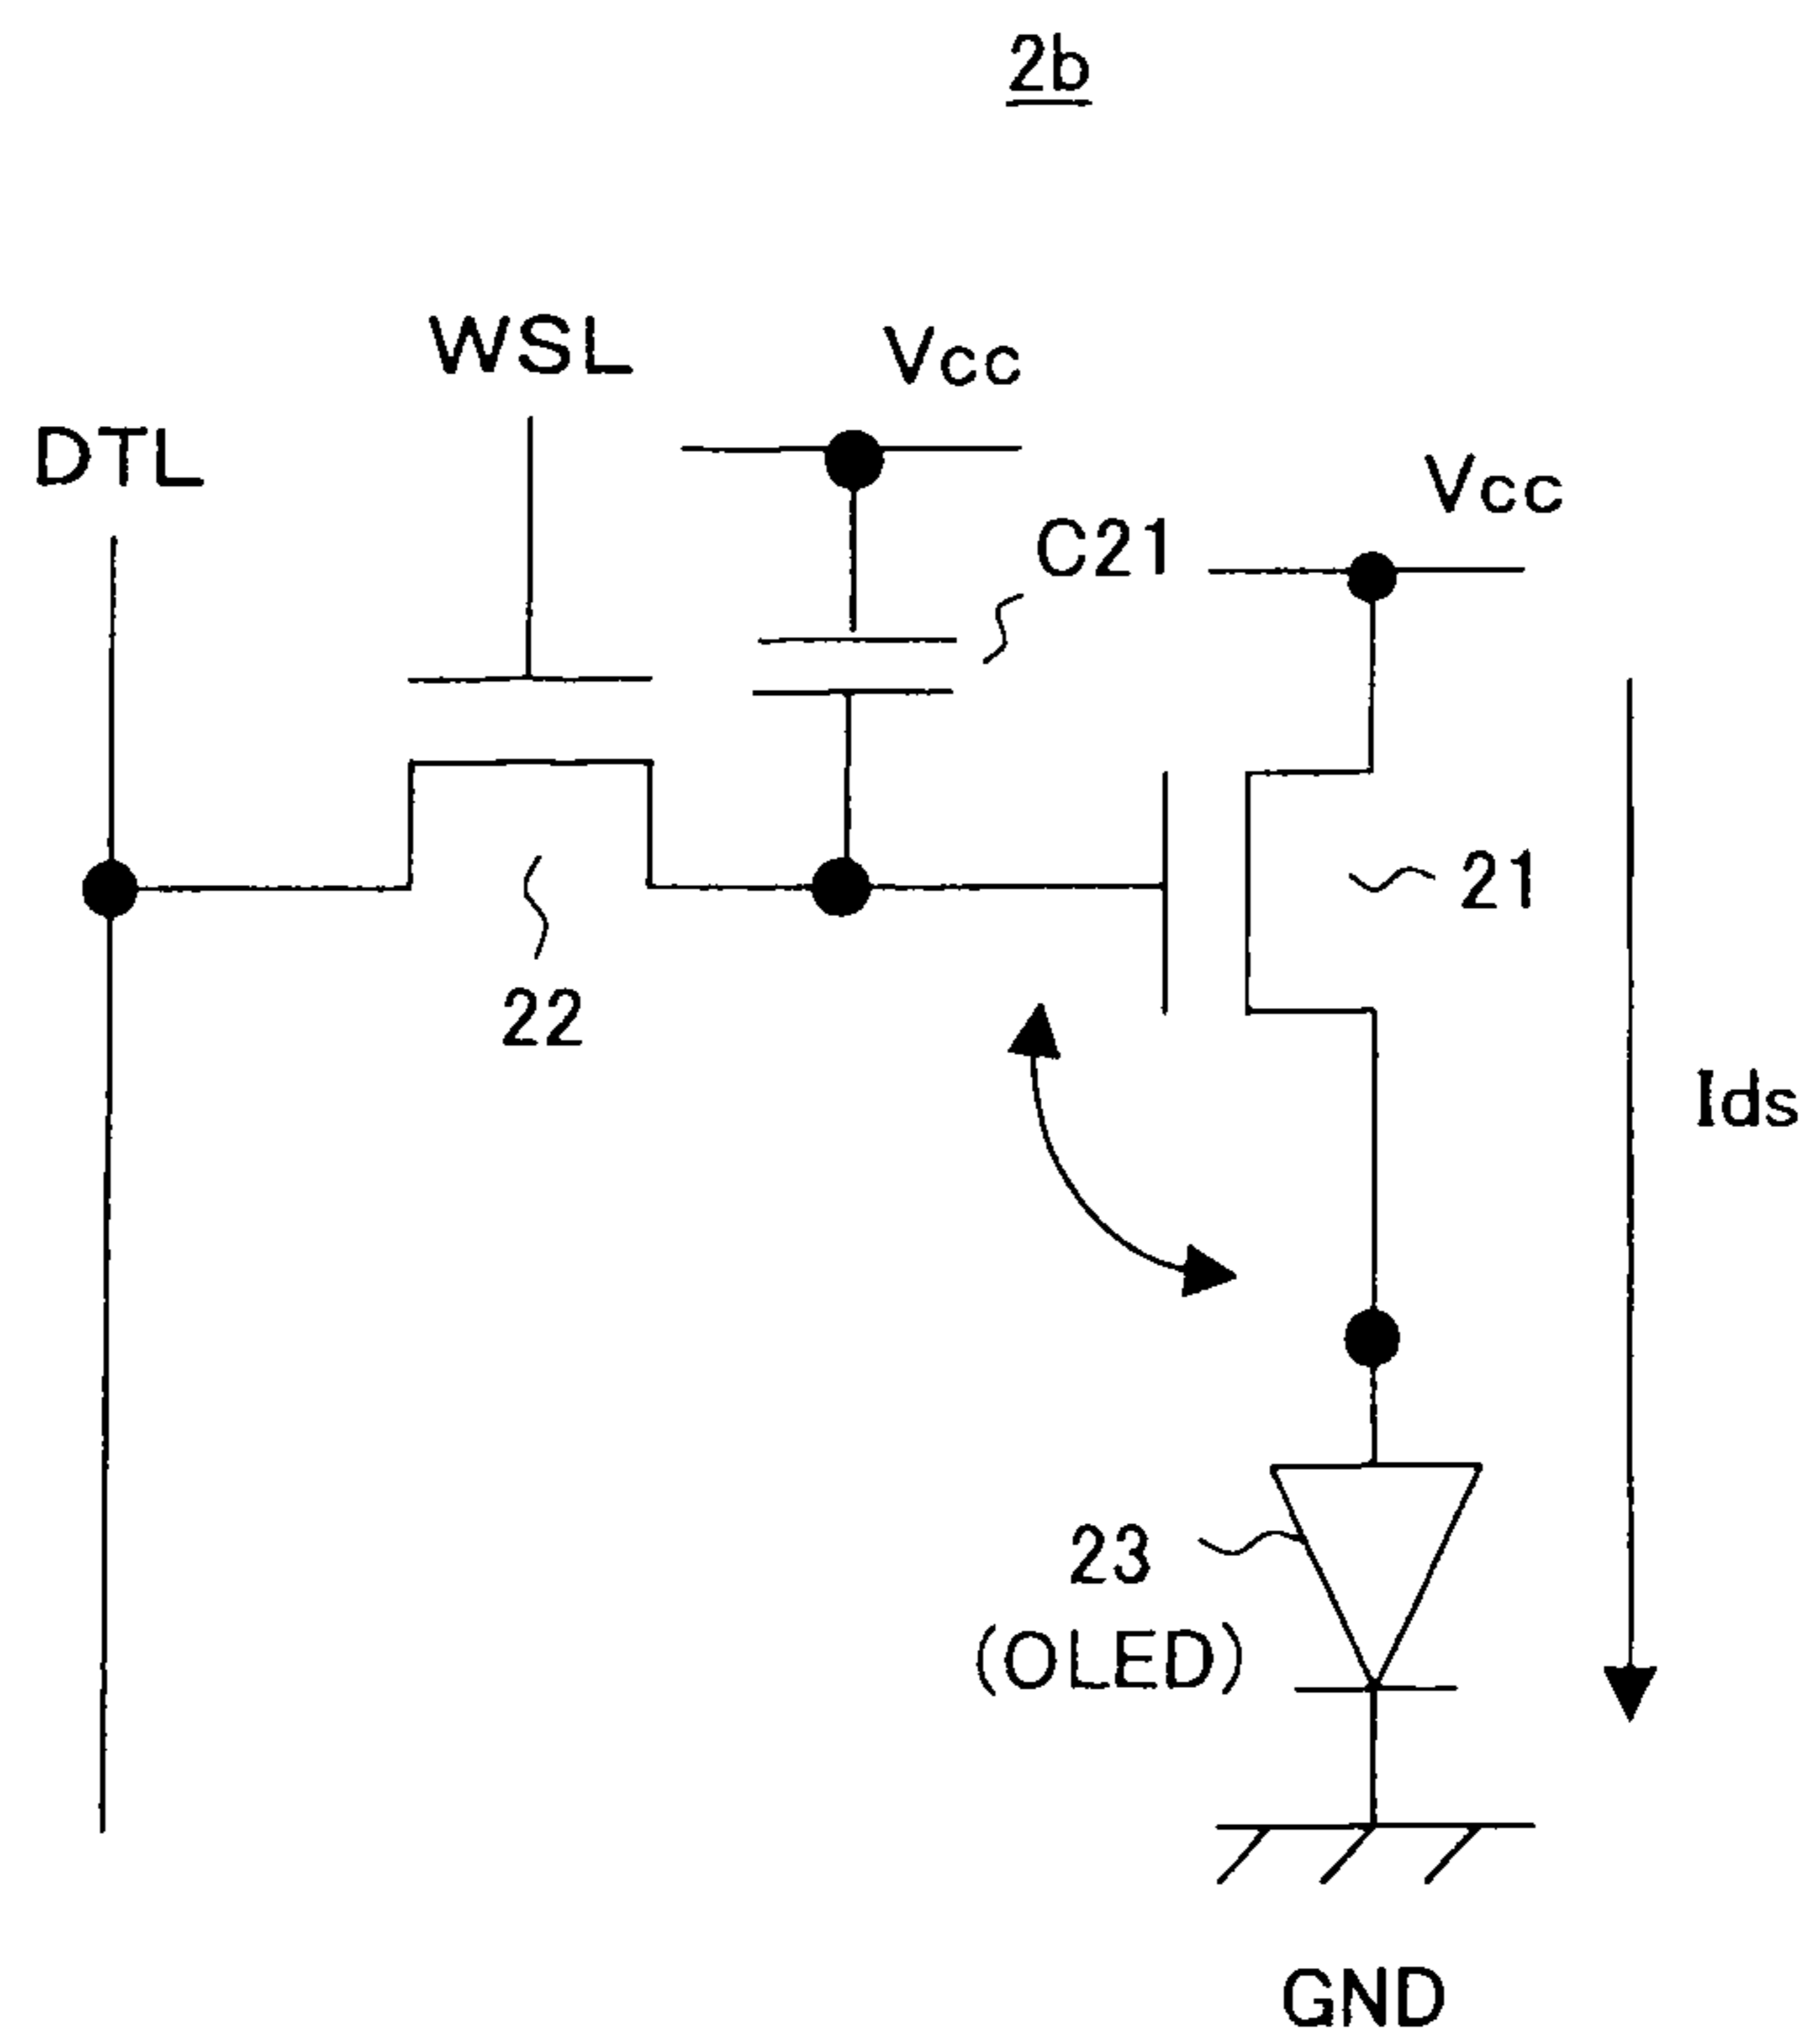 2b
WSL
Vcc
DTL
Vcc
C21
21
22
Ids
23
(OLED)
GND